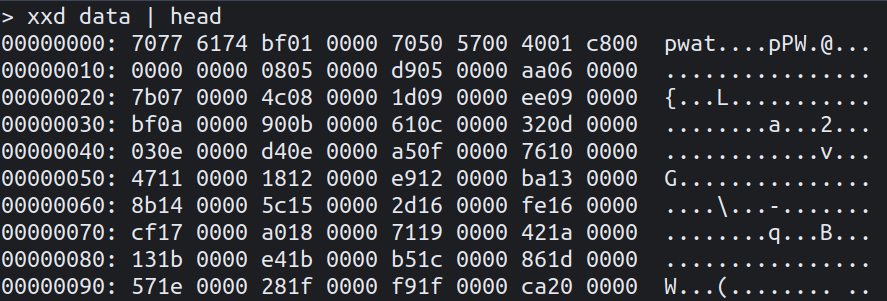 > xxd data | head
00000000: 7077 6174 bf01 0000 7050 5700 4001 c800  pwat....pPW.@...
00000010: 0000 0000 0805 0000 d905 0000 aa06 0000  ................
00000020: 7b07 0000 4c08 0000 1d09 0000 ee09 0000  {...L...........
00000030: bf0a 0000 900b 0000 610c 0000 320d 0000  ........a...2...
00000040: 030e 0000 d40e 0000 a50f 0000 7610 0000  ............v...
00000050: 4711 0000 1812 0000 e912 0000 ba13 0000  G...............
00000060: 8b14 0000 5c15 0000 2d16 0000 fe16 0000  ....\...-.......
00000070: cf17 0000 a018 0000 7119 0000 421a 0000  ........q...B...
00000080: 131b 0000 e41b 0000 b51c 0000 861d 0000  ................
00000090: 571e 0000 281f 0000 f91f 0000 ca20 0000  W...(........ ..